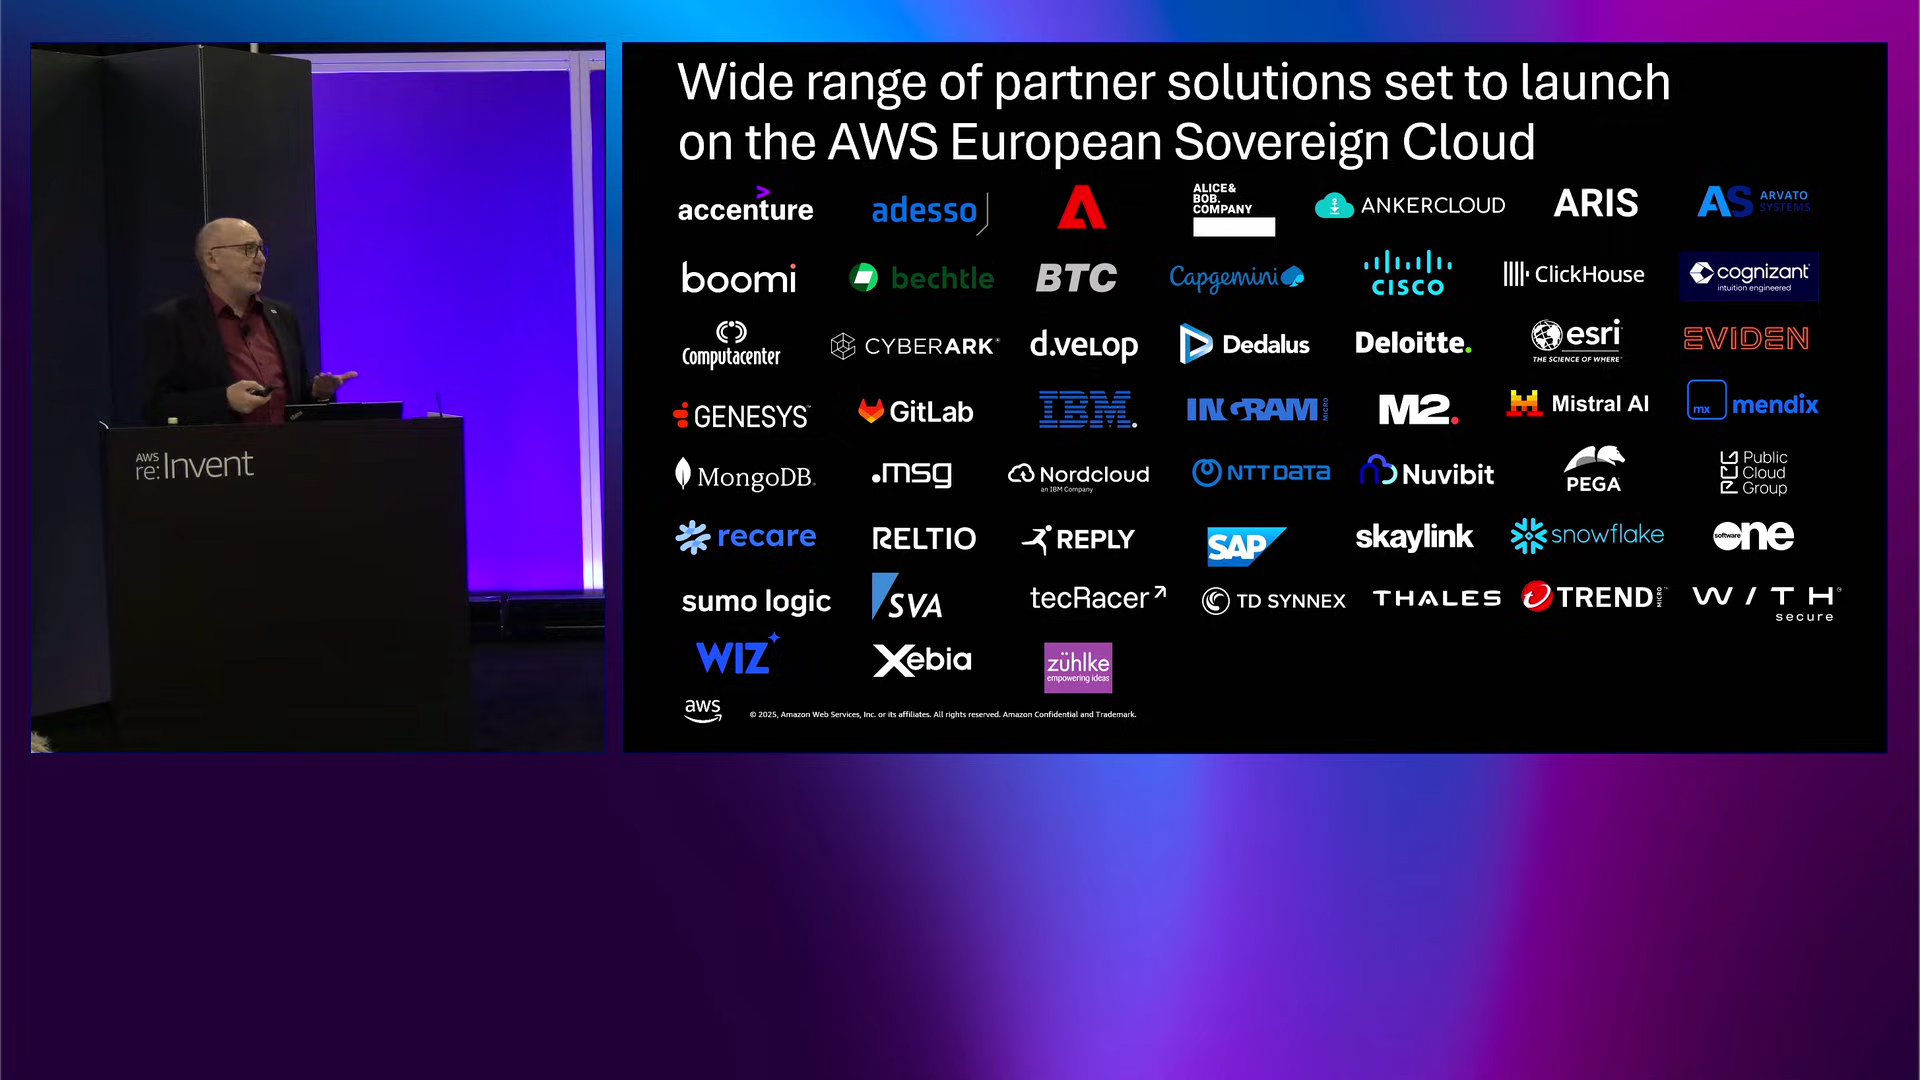 AWS
re:Invent
Wide range of partner solutions set to launch
on the AWS European Sovereign Cloud
accenture
adesso
ALICE&
BOB.
COMPANY
ANKERCLOUD
ARIS
AS ARVATO
SYSTEMS
boomi
bechtle
BTC
Capgemini
CISCO
ClickHouse
cognizant
intuition engineered
Computacenter
CYBERARK®
d.velop
Dedalus
Deloitte.
esri
THE SCIENCE OF WHERE®
EVIDEN
GENESYS™
GitLab
IBM®
INGRAM MICRO
M2.
Mistral AI
mx mendix
MongoDB®
.msg
Nordcloud
an IBM Company
NTT DATA
Nuvibit
PEGA
PCG Public
Cloud
Group
recare
RELTIO
REPLY
SAP
skaylink
snowflake
software one
sumo logic
SVA
tecRacer
TD SYNNEX
THALES
TREND MICRO™
WITH®
secure
WIZ
Xebia
zühlke
empowering ideas
aws
© 2025, Amazon Web Services, Inc. or its affiliates. All rights reserved. Amazon Confidential and Trademark.